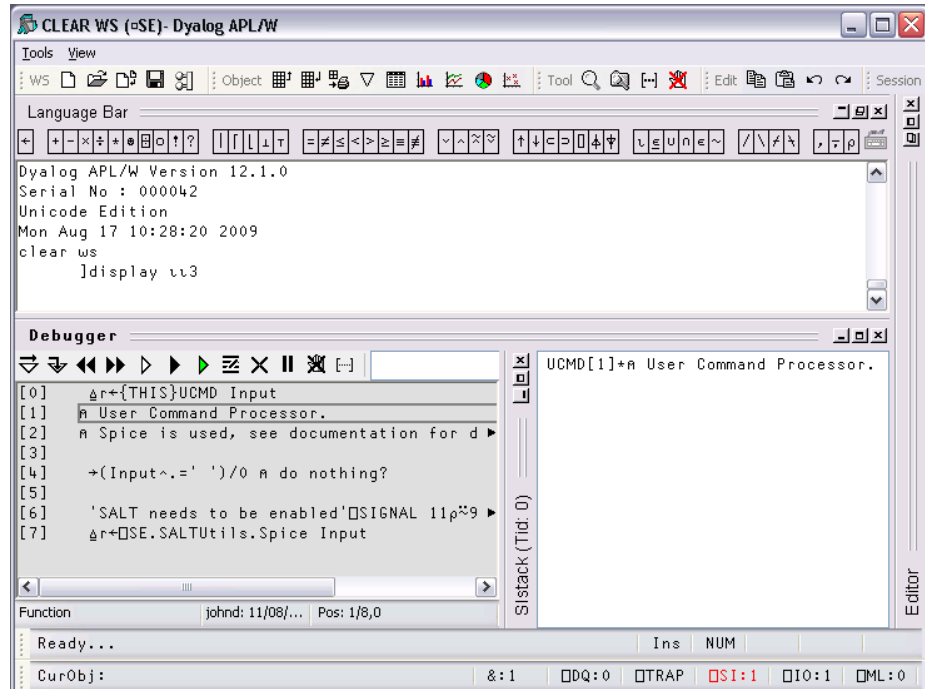 CLEAR WS (¤SE)- Dyalog APL/W
Tools View
WS Object Tool Edit Session
Language Bar
← + - × ÷ * ⍟ ⌹ ○ ! ? | ⌈ ⌊ ⊥ ⊤ = ≠ ≤ < > ≥ ≡ ≢ ∨ ∧ ⍲ ⍱ ↑ ↓ ⊂ ⊃ ⌷ ⍋ ⍒ ⍳ ⍷ ∪ ∩ ∊ ~ / \ ⌿ ⍀ , ⍪ ⍴
Dyalog APL/W Version 12.1.0
Serial No : 000042
Unicode Edition
Mon Aug 17 10:28:20 2009
clear ws
]display ⍳⍳3
Debugger
[0] ∆r←{THIS}UCMD Input
[1] ⍝ User Command Processor.
[2] ⍝ Spice is used, see documentation for d
[3]
[4] →(Input∧.=' ')/0 ⍝ do nothing?
[5]
[6] 'SALT needs to be enabled'⎕SIGNAL 11⍴⍨9
[7] ∆r←⎕SE.SALTUtils.Spice Input
Function johnd: 11/08/... Pos: 1/8,0
SIstack (Tid: 0)
UCMD[1]*⍝ User Command Processor.
Editor
Ready... Ins NUM
CurObj: &:1 ⎕DQ:0 ⎕TRAP ⎕SI:1 ⎕IO:1 ⎕ML:0